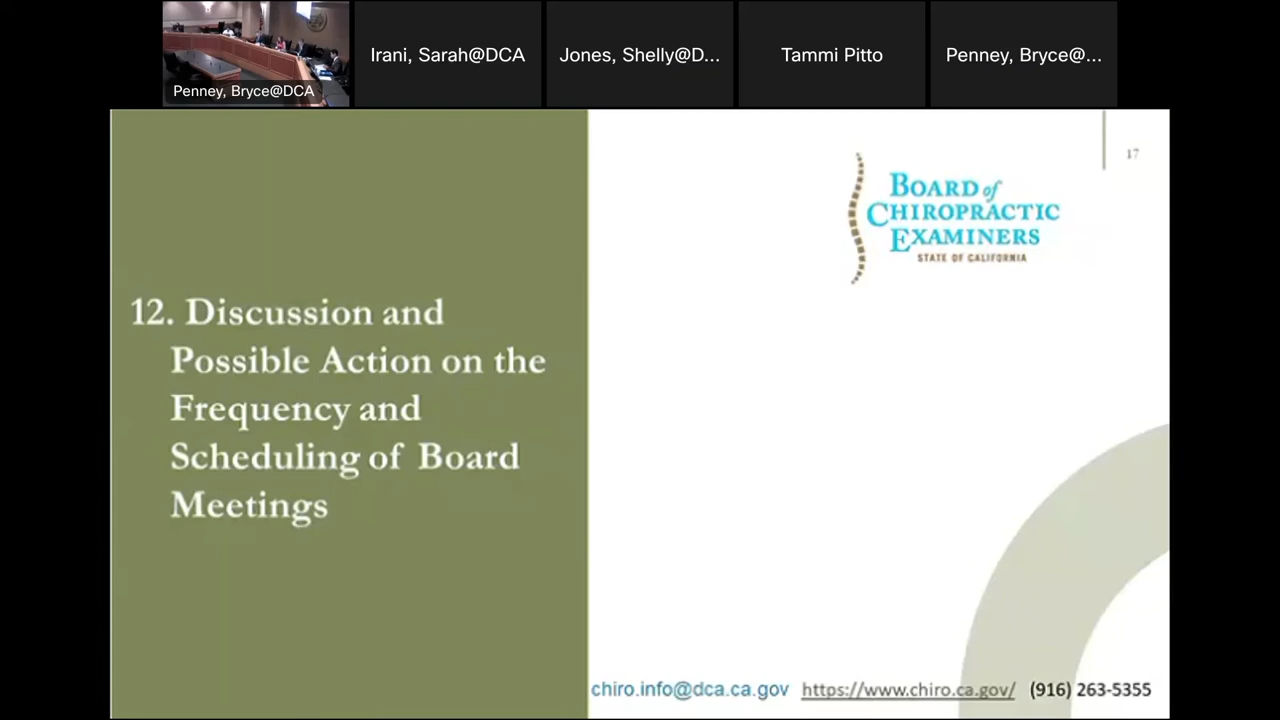 Penney, Bryce@DCA
Irani, Sarah@DCA
Jones, Shelly@D...
Tammi Pitto
Penney, Bryce@...
17
BOARD of
CHIROPRACTIC
EXAMINERS
STATE OF CALIFORNIA
12. Discussion and
Possible Action on the
Frequency and
Scheduling of Board
Meetings
chiro.info@dca.ca.gov https://www.chiro.ca.gov/ (916) 263-5355